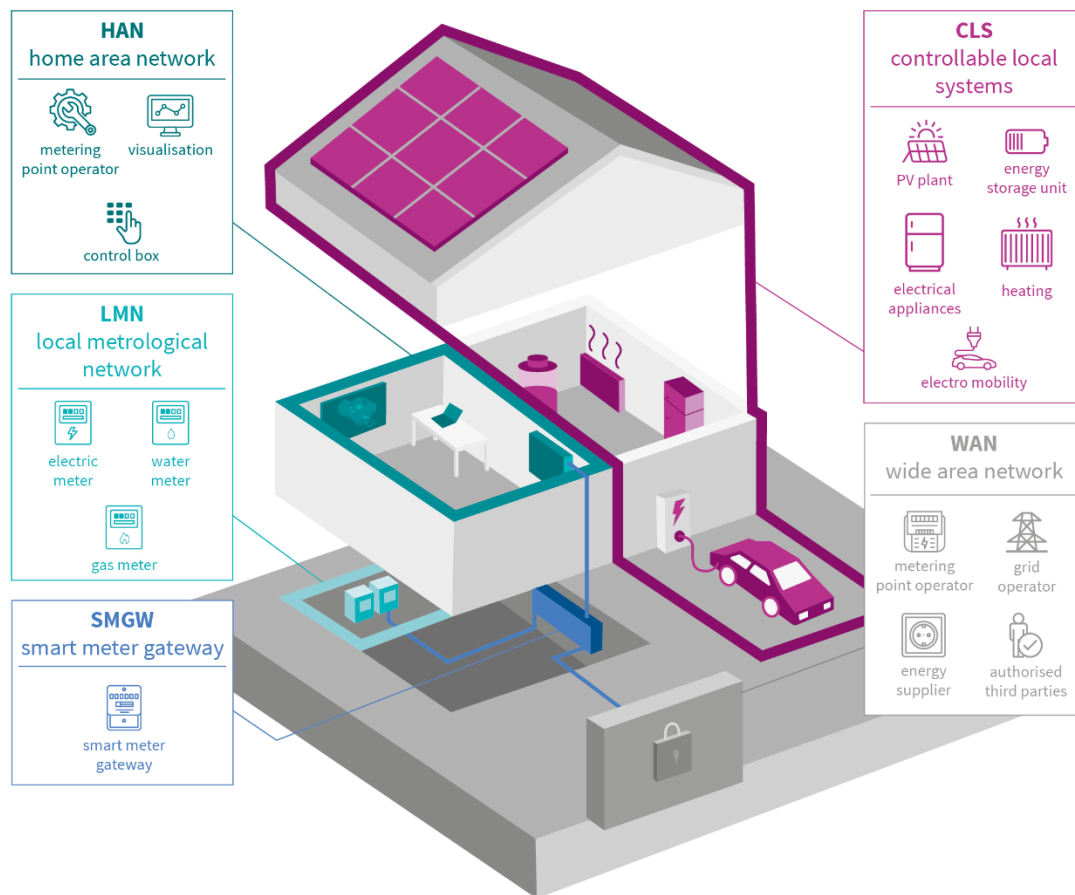 HAN
home area network
metering
point operator
visualisation
control box
LMN
local metrological
network
electric
meter
water
meter
gas meter
SMGW
smart meter gateway
smart meter
gateway
CLS
controllable local
systems
PV plant
energy
storage unit
electrical
appliances
heating
electro mobility
WAN
wide area network
metering
point operator
grid
operator
energy
supplier
authorised
third parties